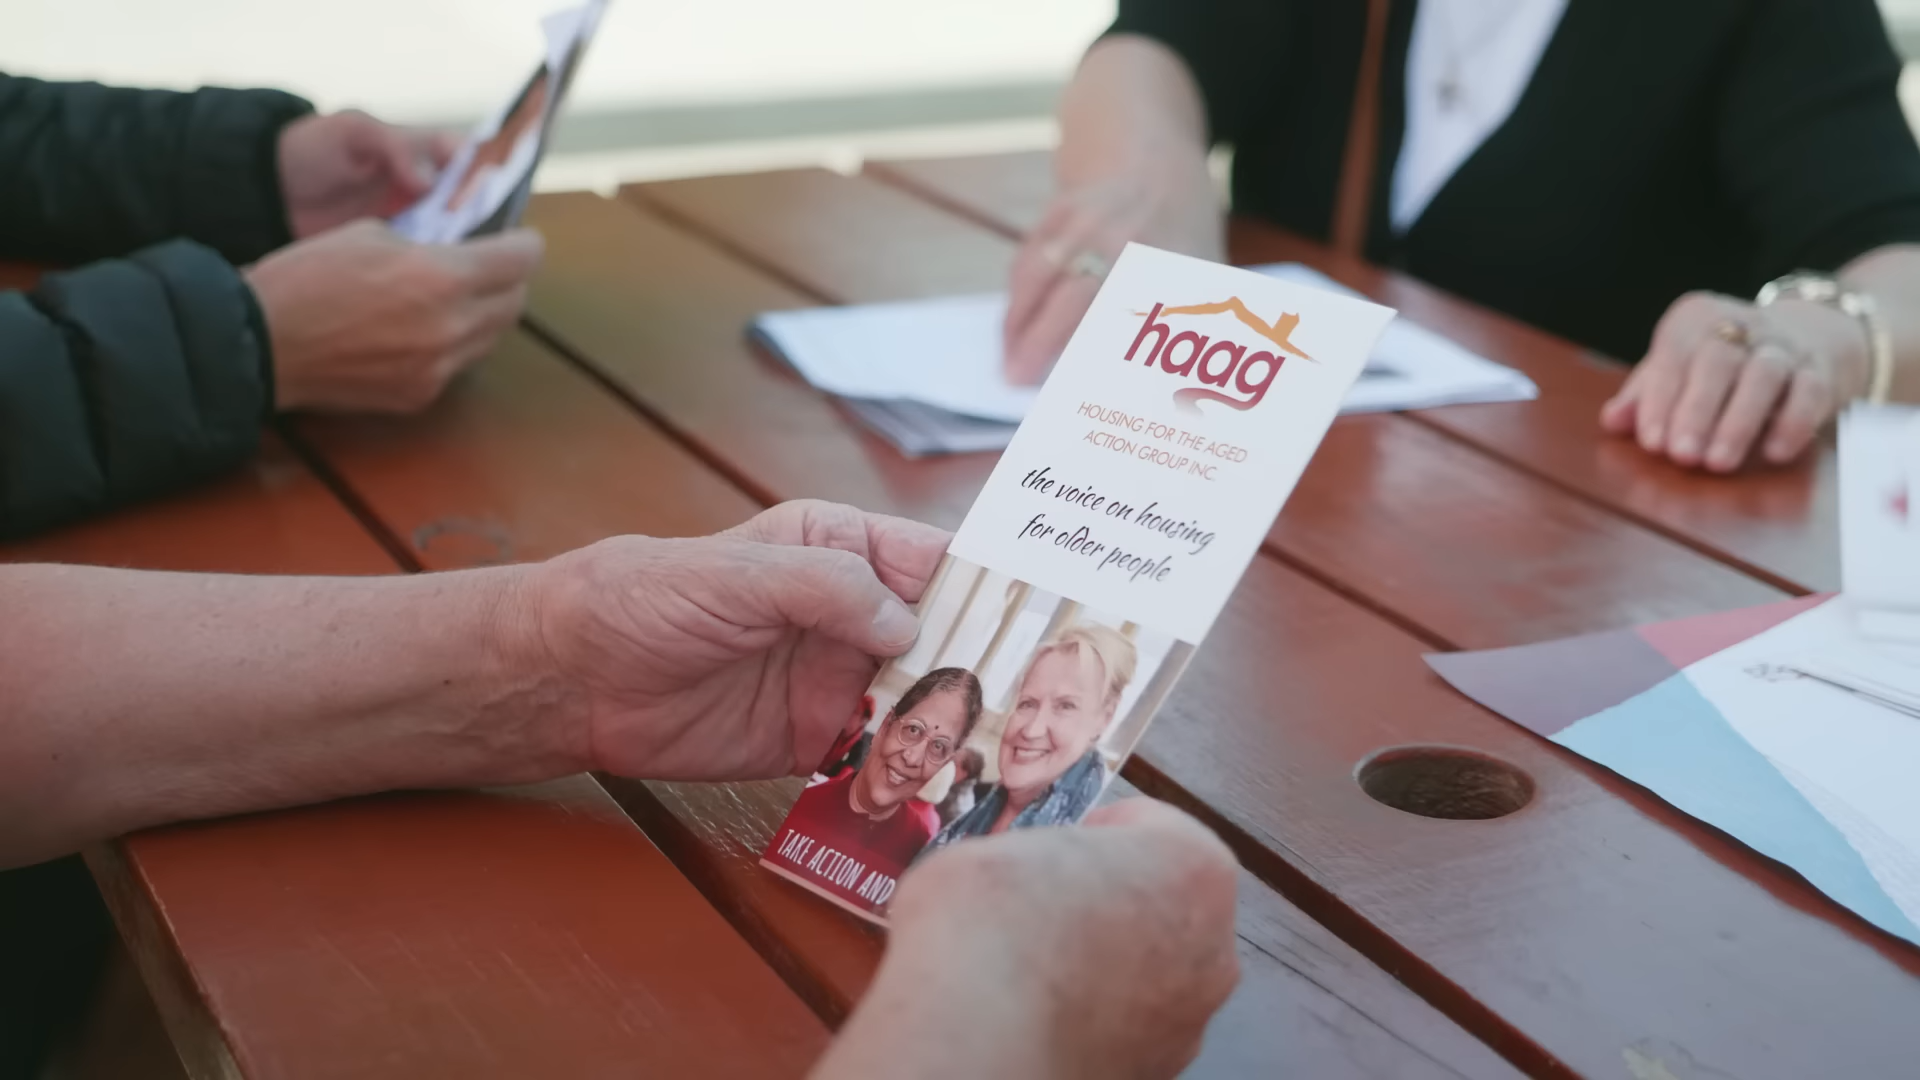 haag
HOUSING FOR THE AGED
ACTION GROUP INC.
the voice on housing
for older people
TAKE ACTION AND